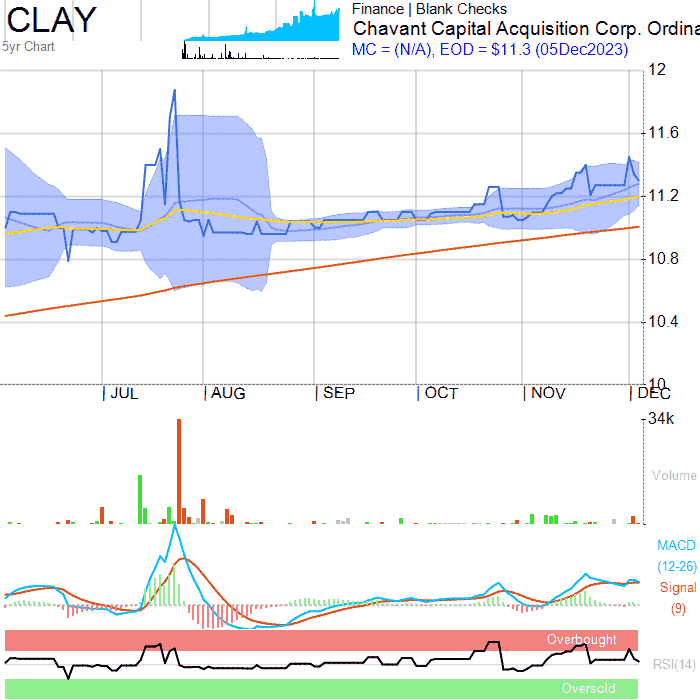 CLAY
5yr Chart
Finance | Blank Checks
Chavant Capital Acquisition Corp. Ordina
MC = (N/A), EOD = $11.3 (05Dec2023)
12
11.6
11.2
10.8
10.4
10
JUL AUG SEP OCT NOV DEC
34k
Volume
MACD
(12-26)
Signal
(9)
Overbought
RSI(14)
Oversold